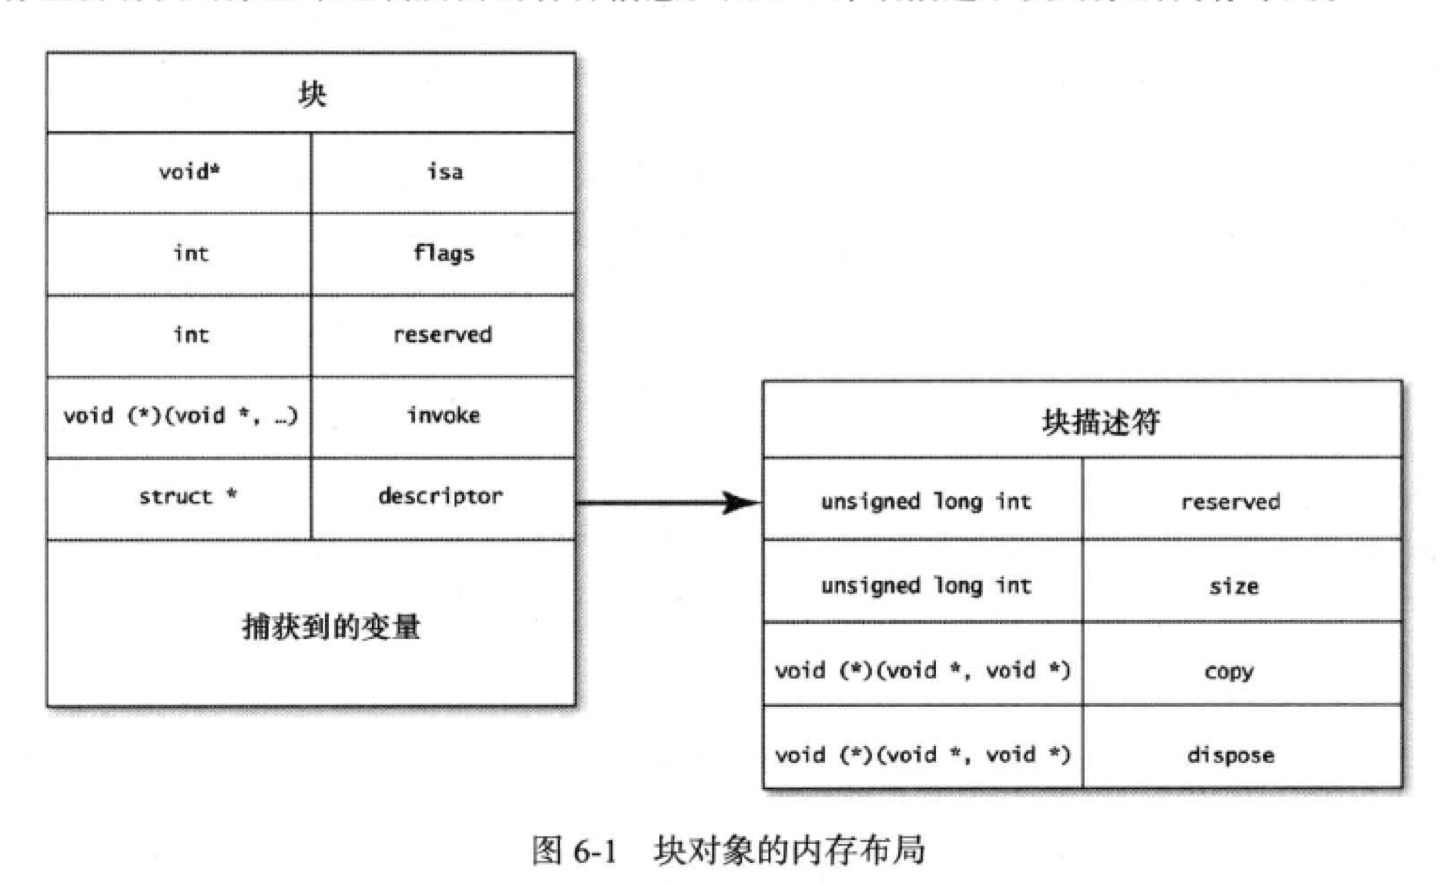 块
void* isa
int flags
int reserved
void (*)(void *, …) invoke
struct * descriptor
捕获到的变量
块描述符
unsigned long int reserved
unsigned long int size
void (*)(void *, void *) copy
void (*)(void *, void *) dispose
图 6-1 块对象的内存布局